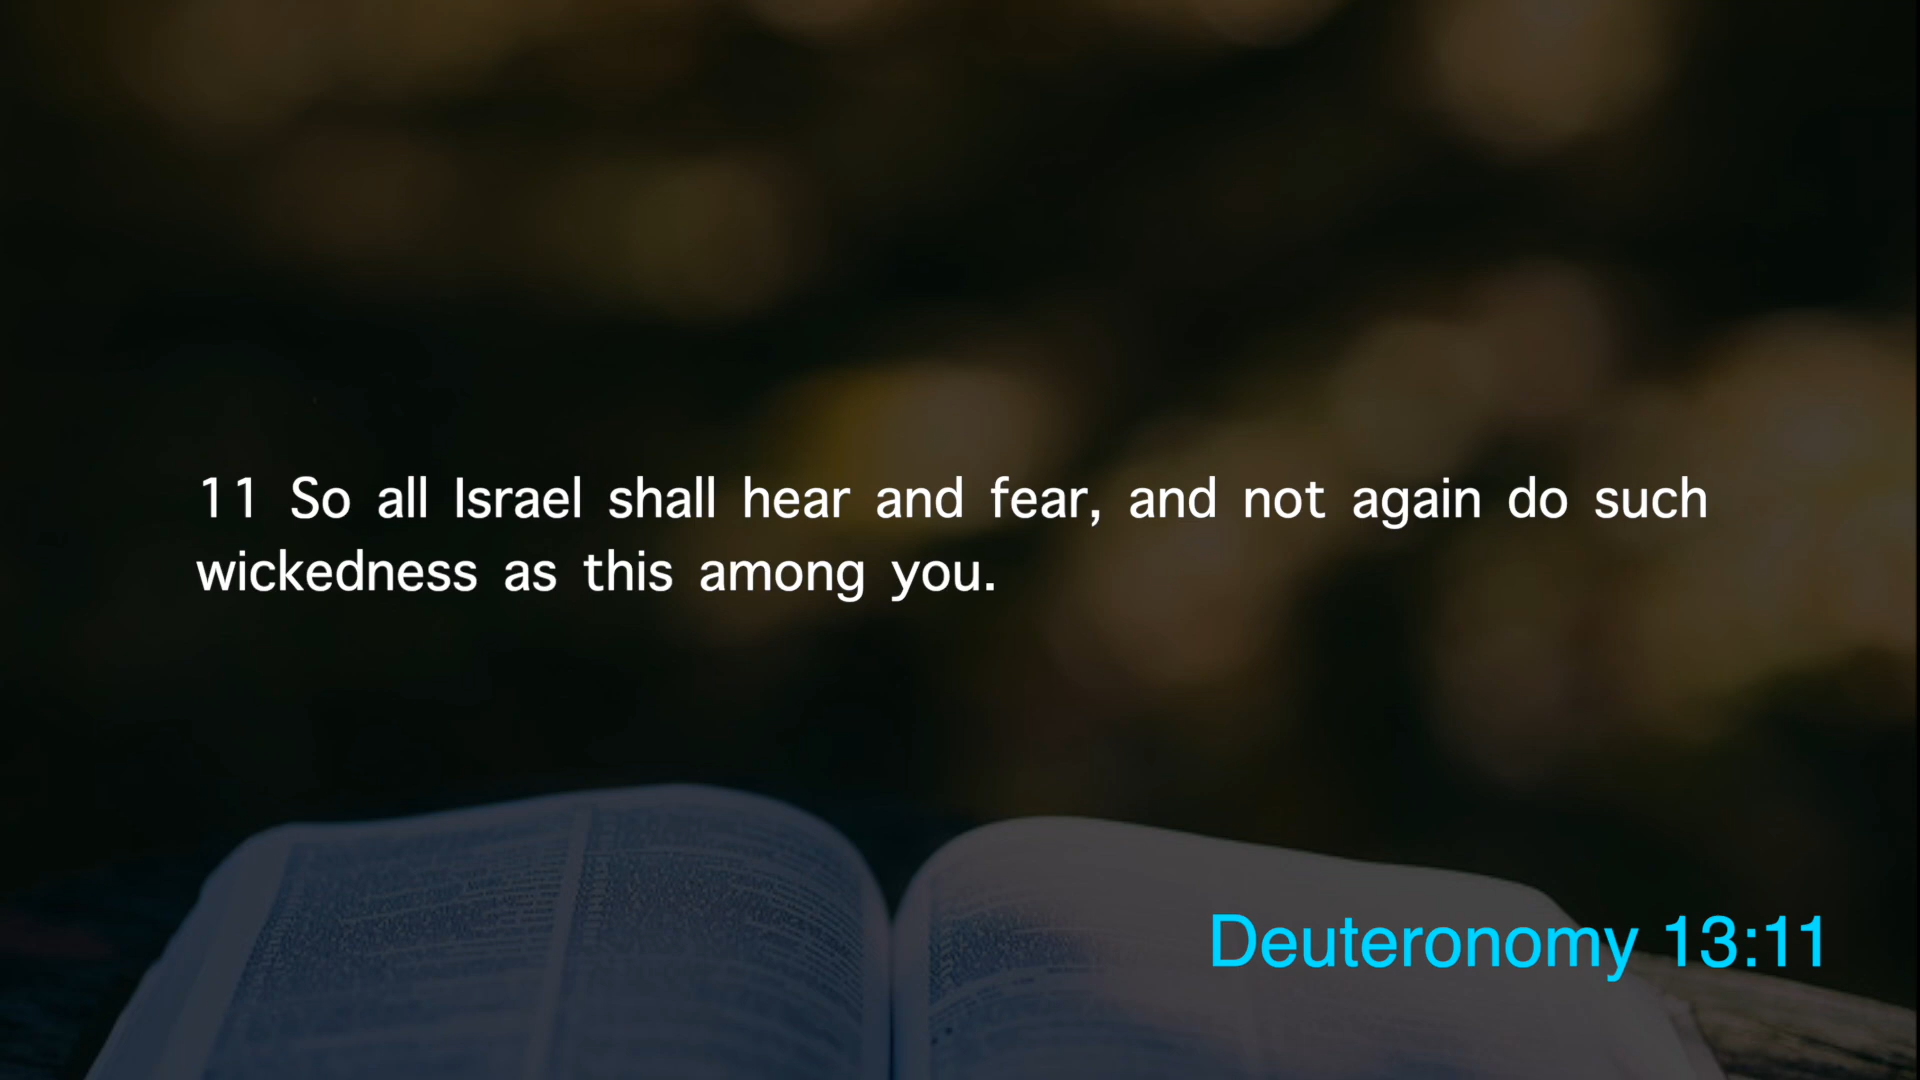 11 So all Israel shall hear and fear, and not again do such
wickedness as this among you.
Deuteronomy 13:11